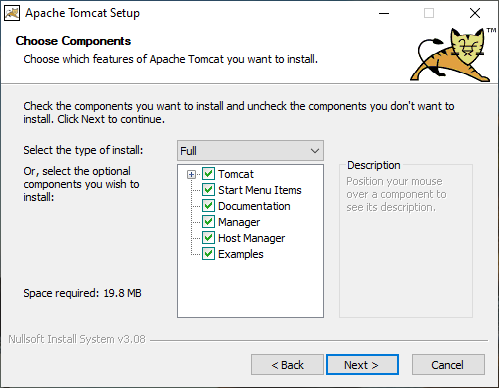 Apache Tomcat Setup
Choose Components
Choose which features of Apache Tomcat you want to install.
TM
Check the components you want to install and uncheck the components you don't want to
install. Click Next to continue.
Select the type of install:
Full
Or, select the optional
components you wish to
install:
Tomcat
Start Menu Items
Documentation
Manager
Host Manager
Examples
Description
Position your mouse
over a component to
see its description.
Space required: 19.8 MB
Nullsoft Install System v3.08
< Back
Next >
Cancel